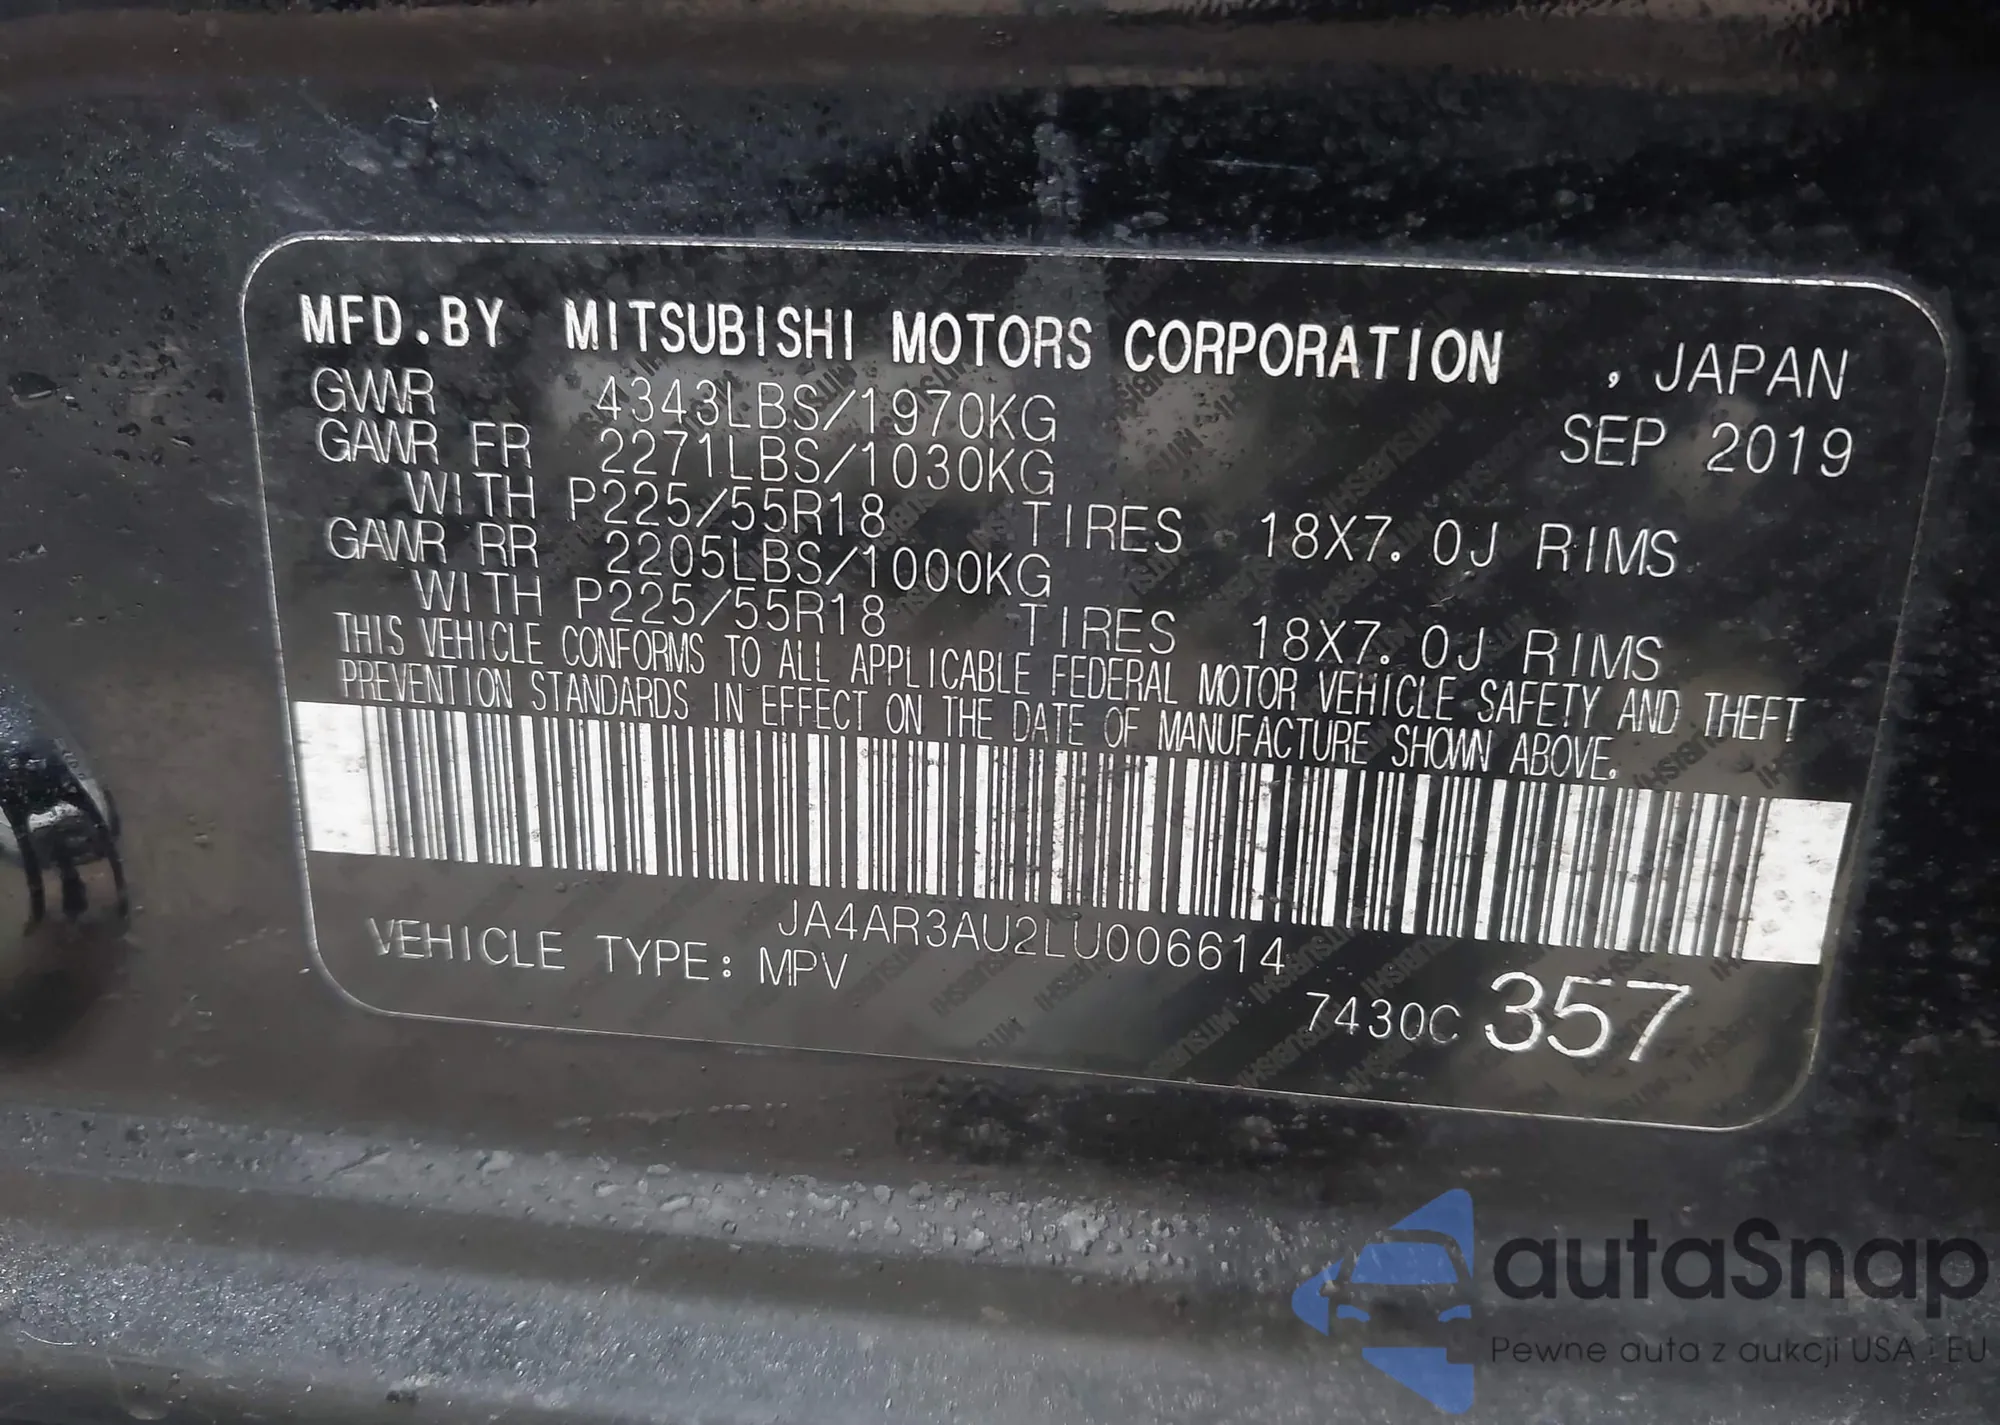 MFD.BY MITSUBISHI MOTORS CORPORATION , JAPAN
GVWR 4343LBS/1970KG SEP 2019
GAWR FR 2271LBS/1030KG
WITH P225/55R18 TIRES 18X7.0J RIMS
GAWR RR 2205LBS/1000KG
WITH P225/55R18 TIRES 18X7.0J RIMS
THIS VEHICLE CONFORMS TO ALL APPLICABLE FEDERAL MOTOR VEHICLE SAFETY AND THEFT
PREVENTION STANDARDS IN EFFECT ON THE DATE OF MANUFACTURE SHOWN ABOVE.
JA4AR3AU2LU006614
VEHICLE TYPE: MPV
7430C 357
autaSnap
Pewne auta z aukcji USA i EU